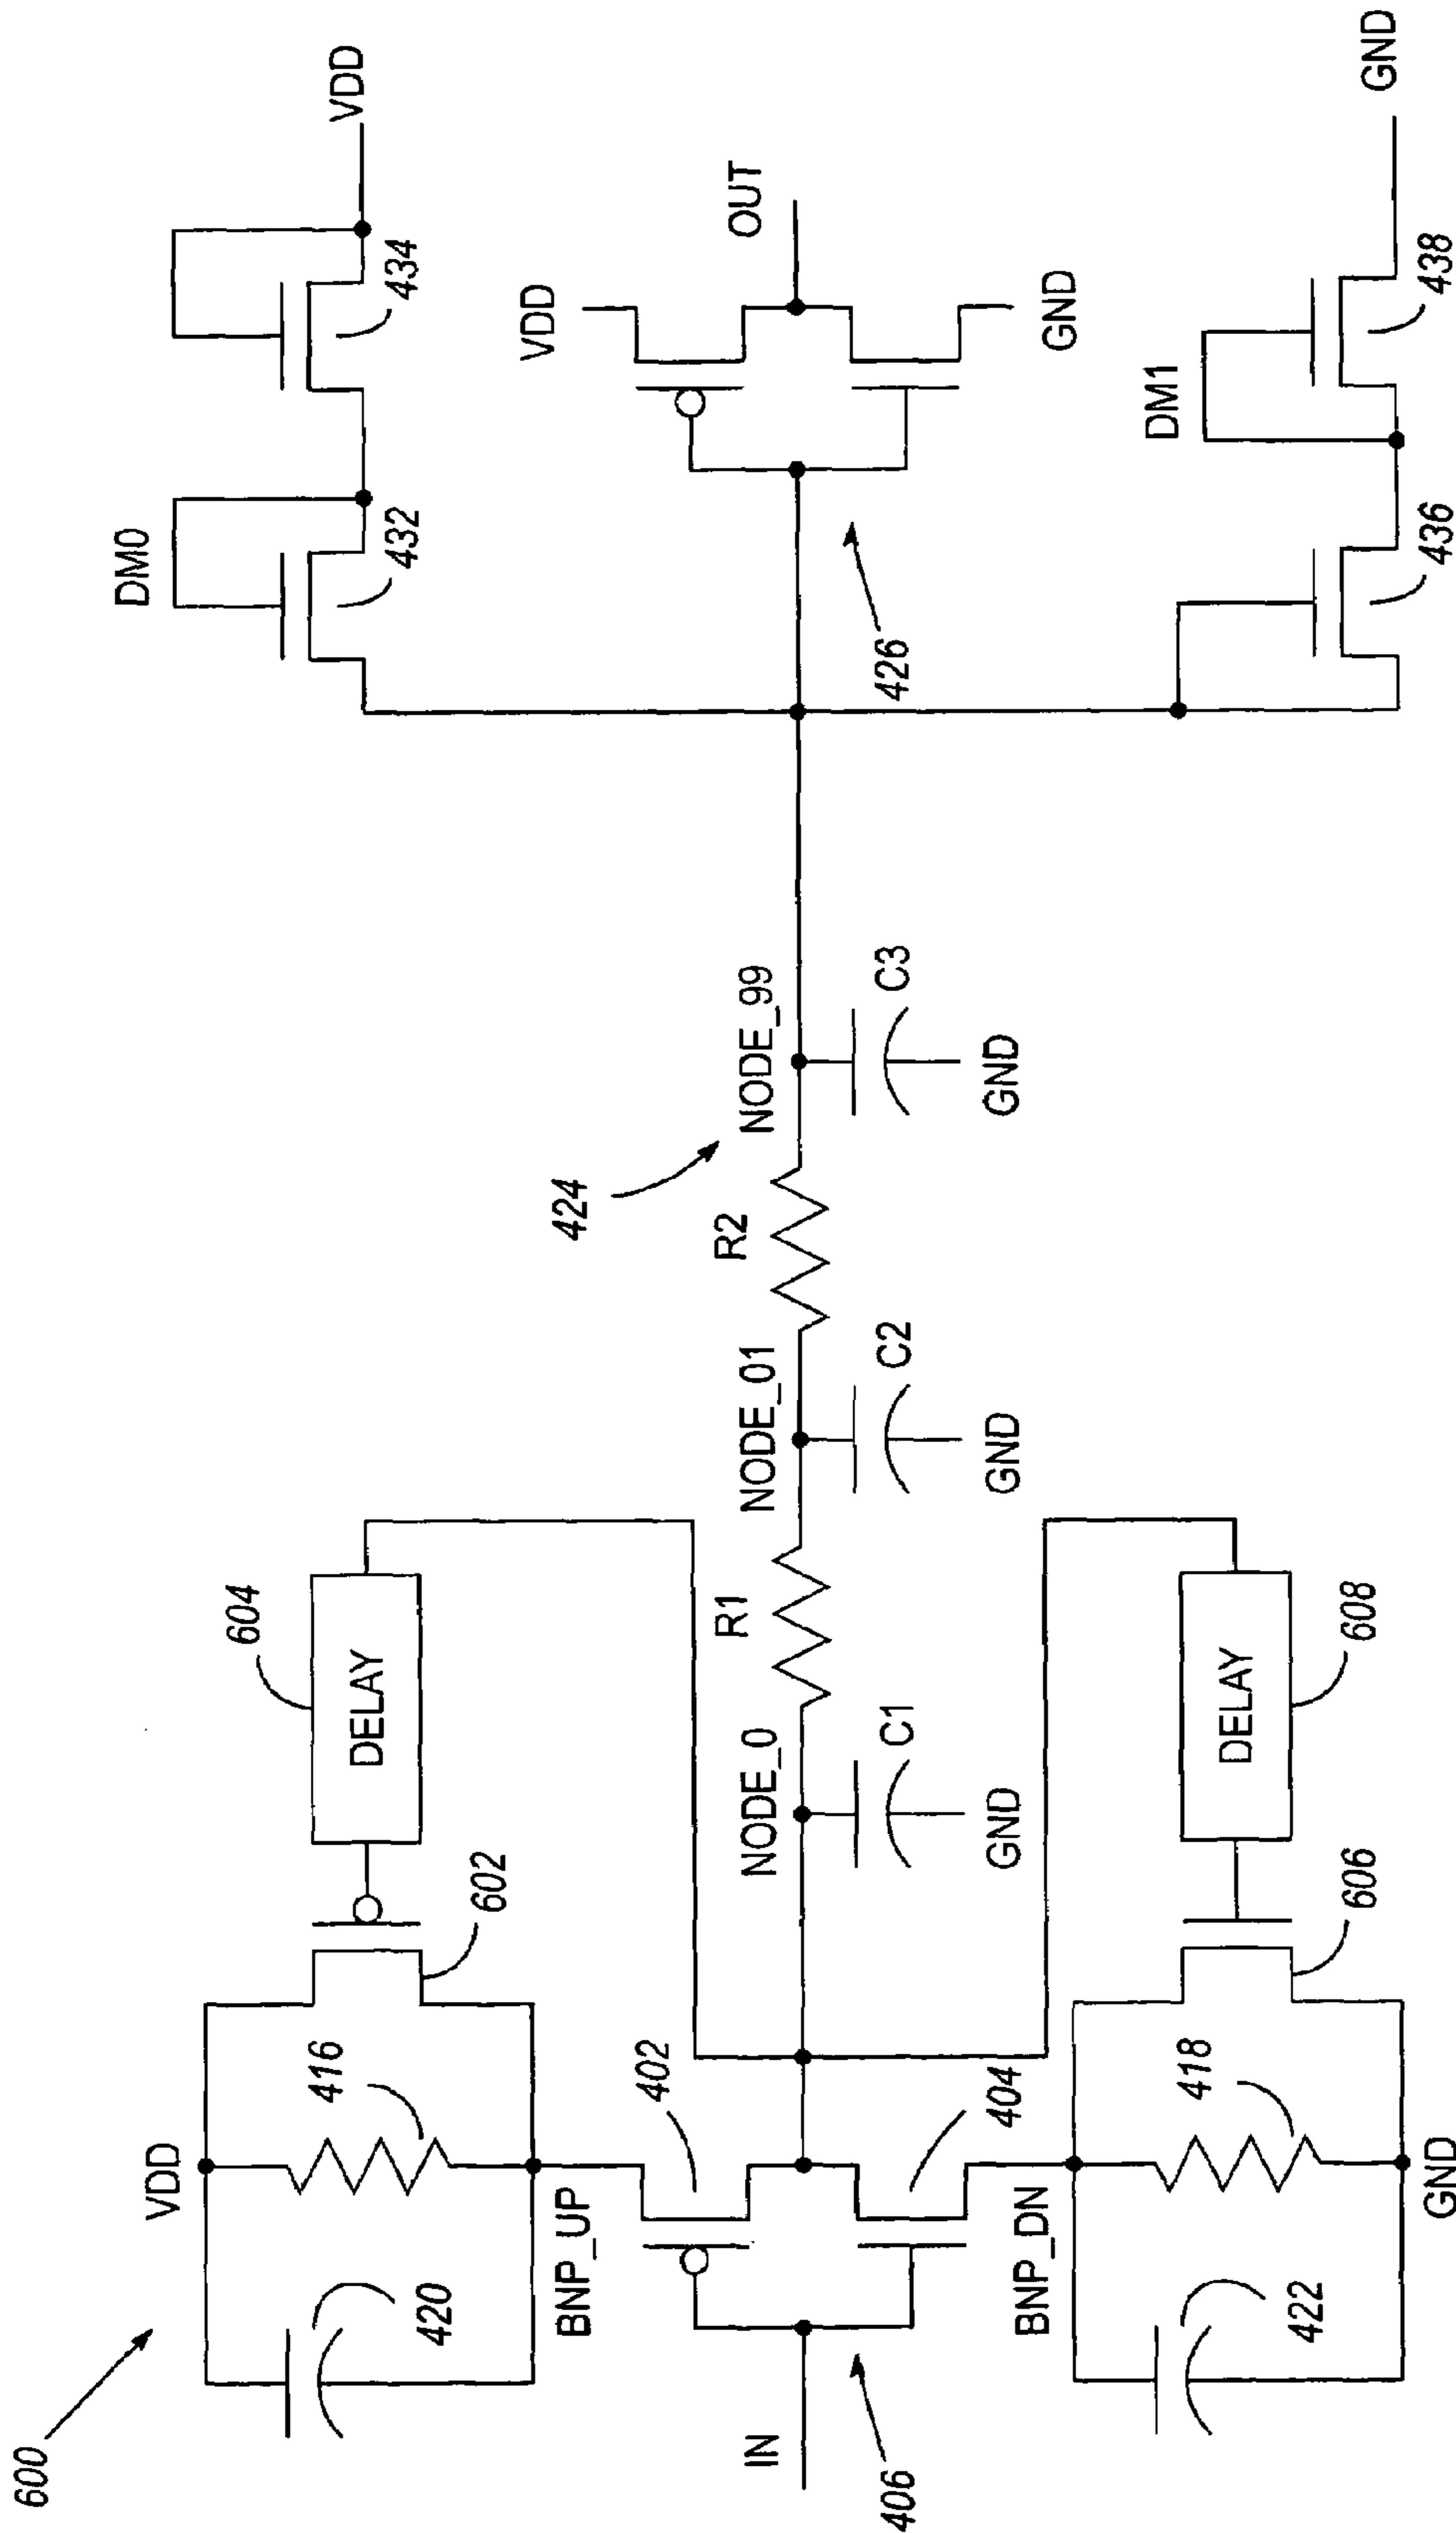 600
VDD
420
416
602
604
DELAY
BNP_UP
402
IN
406
404
BNP_DN
422
418
GND
606
608
DELAY
NODE_0
C1
GND
R1
NODE_01
C2
GND
R2
424
NODE_99
C3
GND
DM0
432
434
VDD
VDD
OUT
GND
426
DM1
436
438
GND